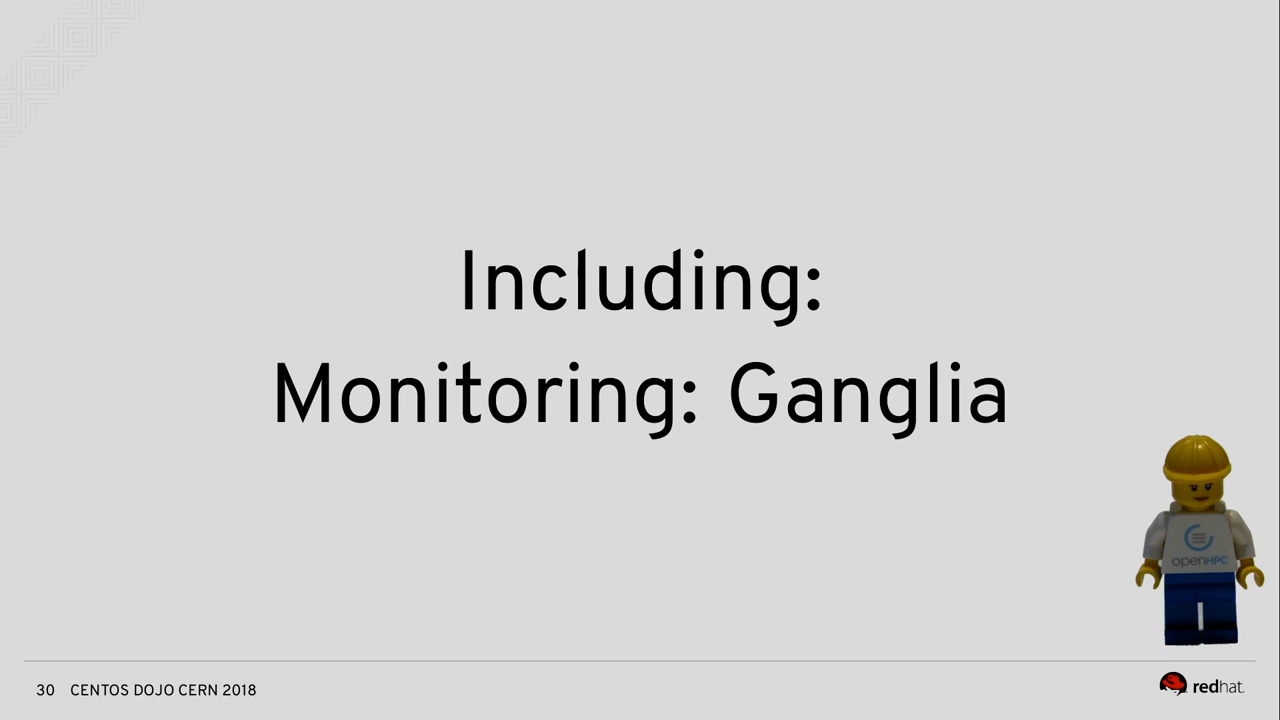 Including:
Monitoring: Ganglia
openHPC
30 CENTOS DOJO CERN 2018
redhat.